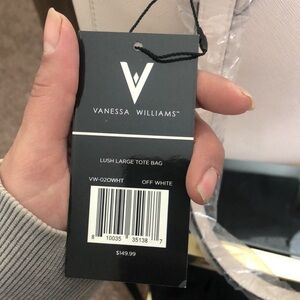 V
VANESSA WILLIAMS™
LUSH LARGE TOTE BAG
VW-020WHT OFF WHITE
8 10035 35138 7
$149.99